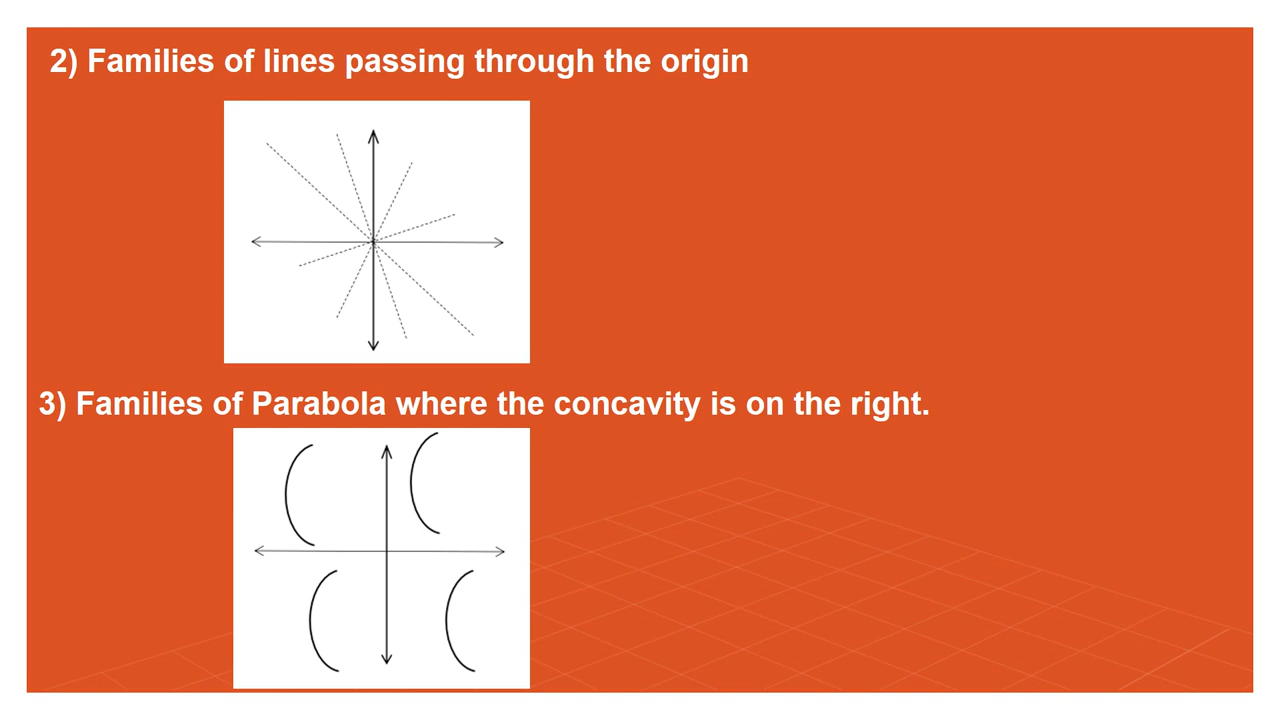 2) Families of lines passing through the origin
3) Families of Parabola where the concavity is on the right.